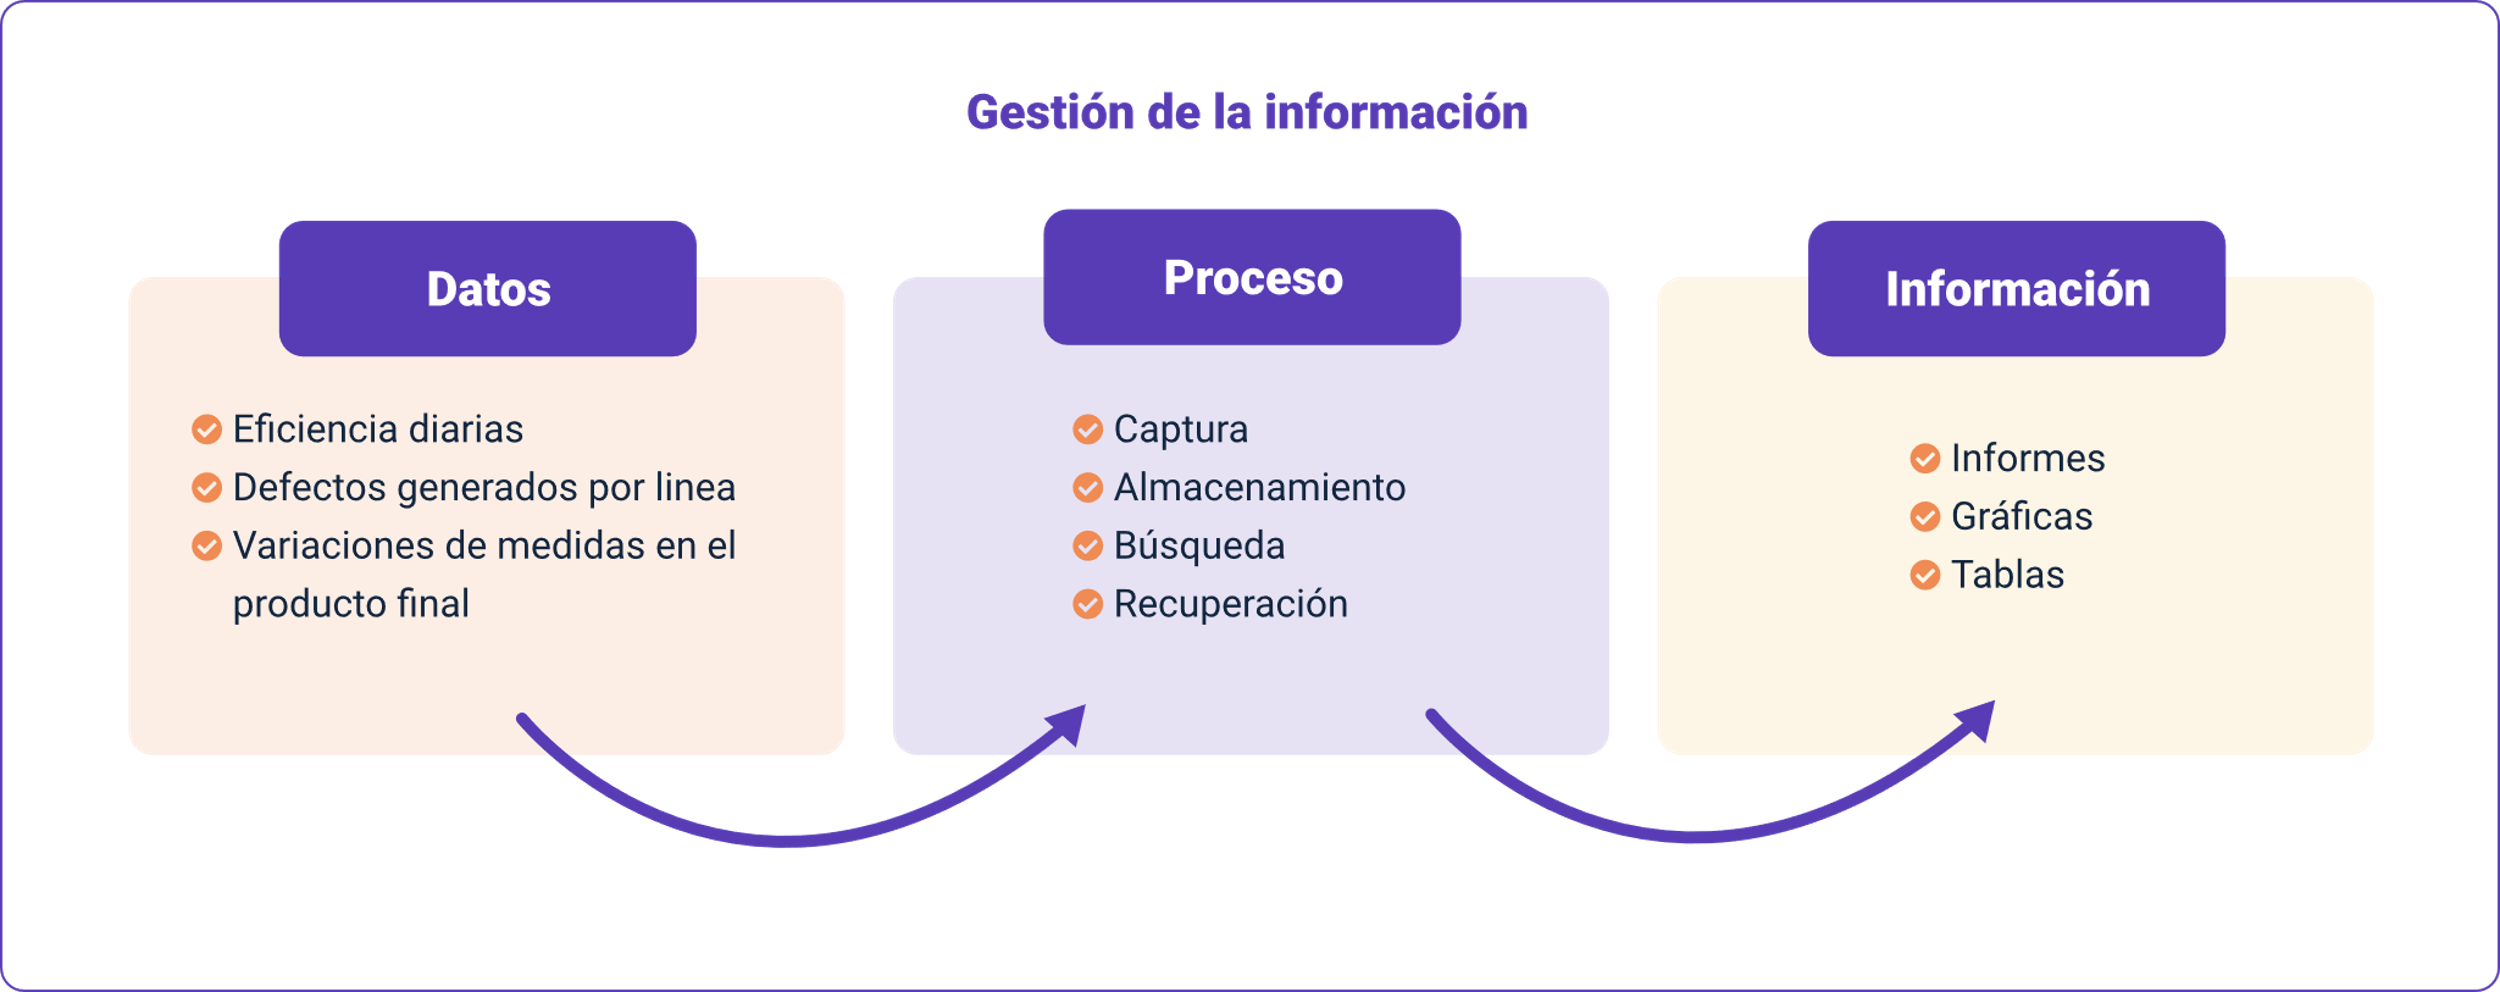 Gestión de la información
Datos
Eficiencia diarias
Defectos generados por linea
Variaciones de medidas en el
producto final
Proceso
Captura
Almacenamiento
Búsqueda
Recuperación
Información
Informes
Gráficas
Tablas